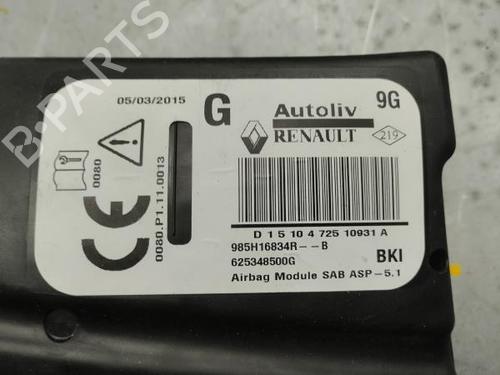 B-PARTS
05/03/2015
G
Autoliv
9G
RENAULT
219
0080
CE
0080.P1.11.0013
D 1 5 10 4 725 10931 A
985H16834R--B
625348500G
BKI
Airbag Module SAB ASP-5.1